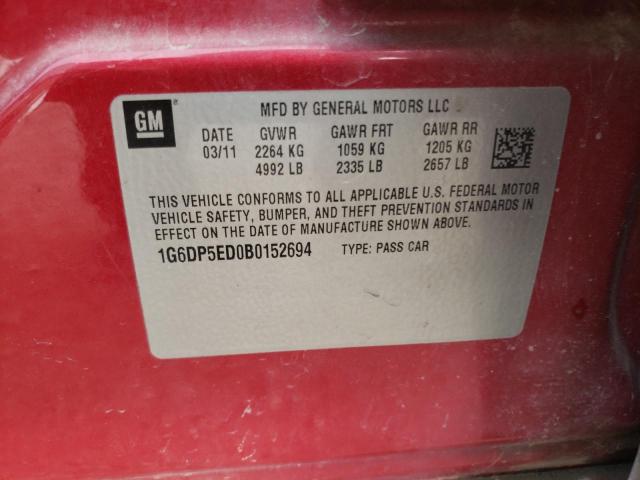 GM
MFD BY GENERAL MOTORS LLC
DATE GVWR GAWR FRT GAWR RR
03/11 2264 KG 1059 KG 1205 KG
4992 LB 2335 LB 2657 LB
THIS VEHICLE CONFORMS TO ALL APPLICABLE U.S. FEDERAL MOTOR
VEHICLE SAFETY, BUMPER, AND THEFT PREVENTION STANDARDS IN
EFFECT ON THE DATE OF MANUFACTURE SHOWN ABOVE.
1G6DP5ED0B0152694 TYPE: PASS CAR